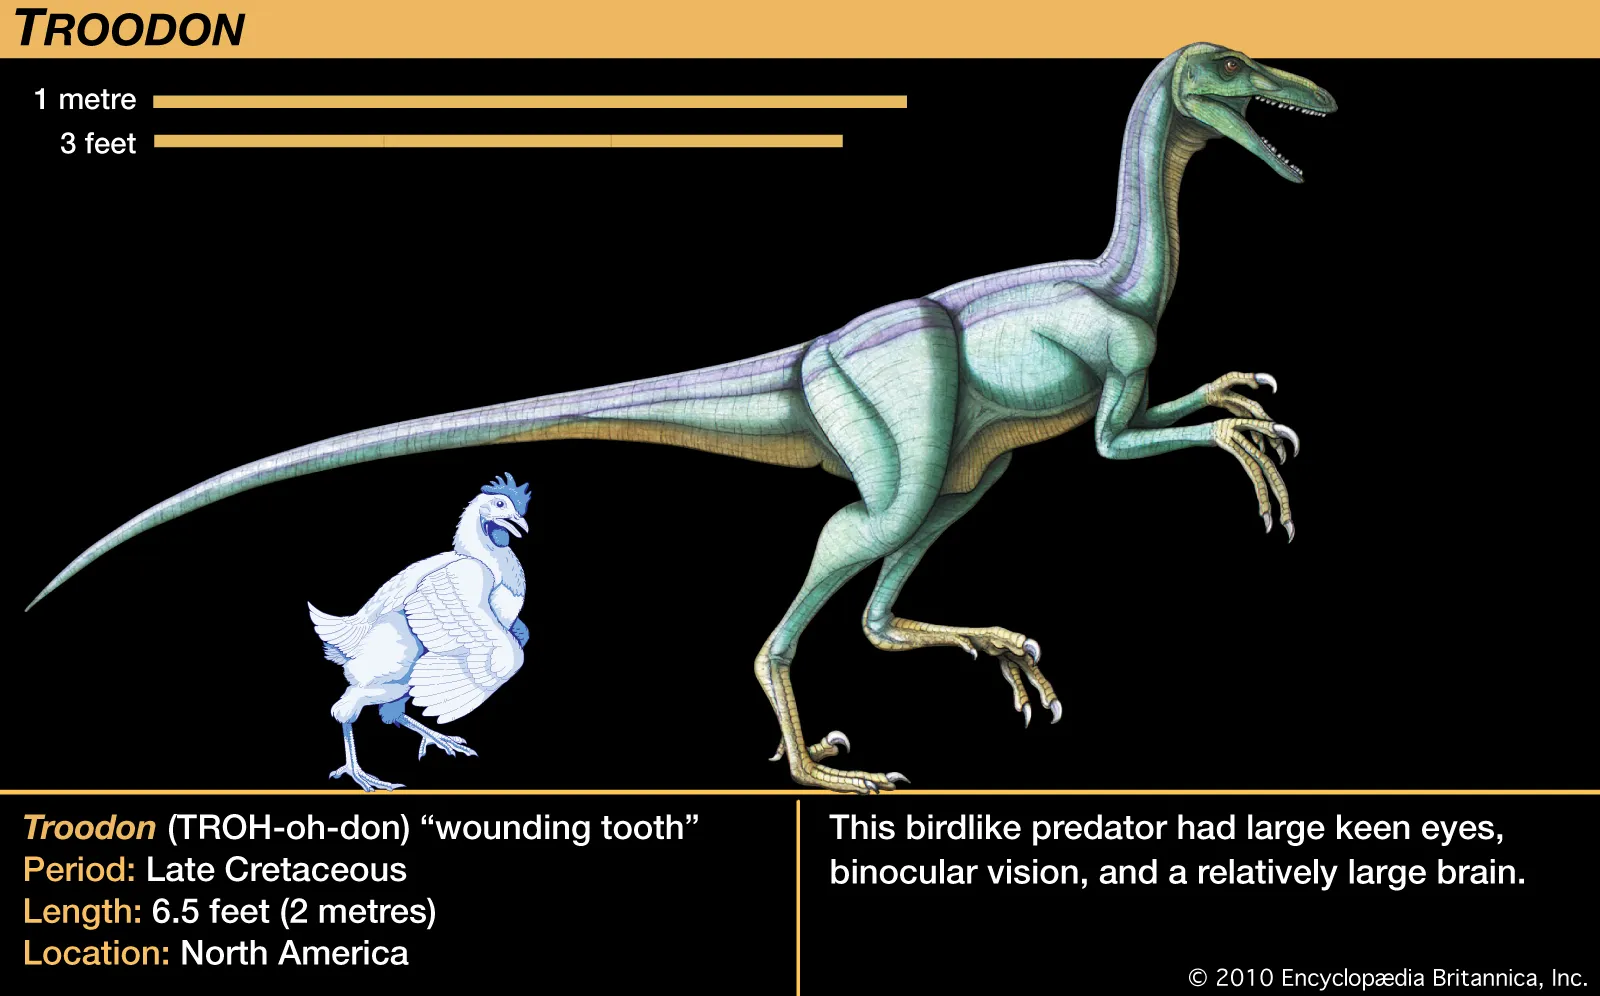 TROODON
1 metre
3 feet
Troodon (TROH-oh-don) “wounding tooth”
Period: Late Cretaceous
Length: 6.5 feet (2 metres)
Location: North America
This birdlike predator had large keen eyes,
binocular vision, and a relatively large brain.
© 2010 Encyclopædia Britannica, Inc.